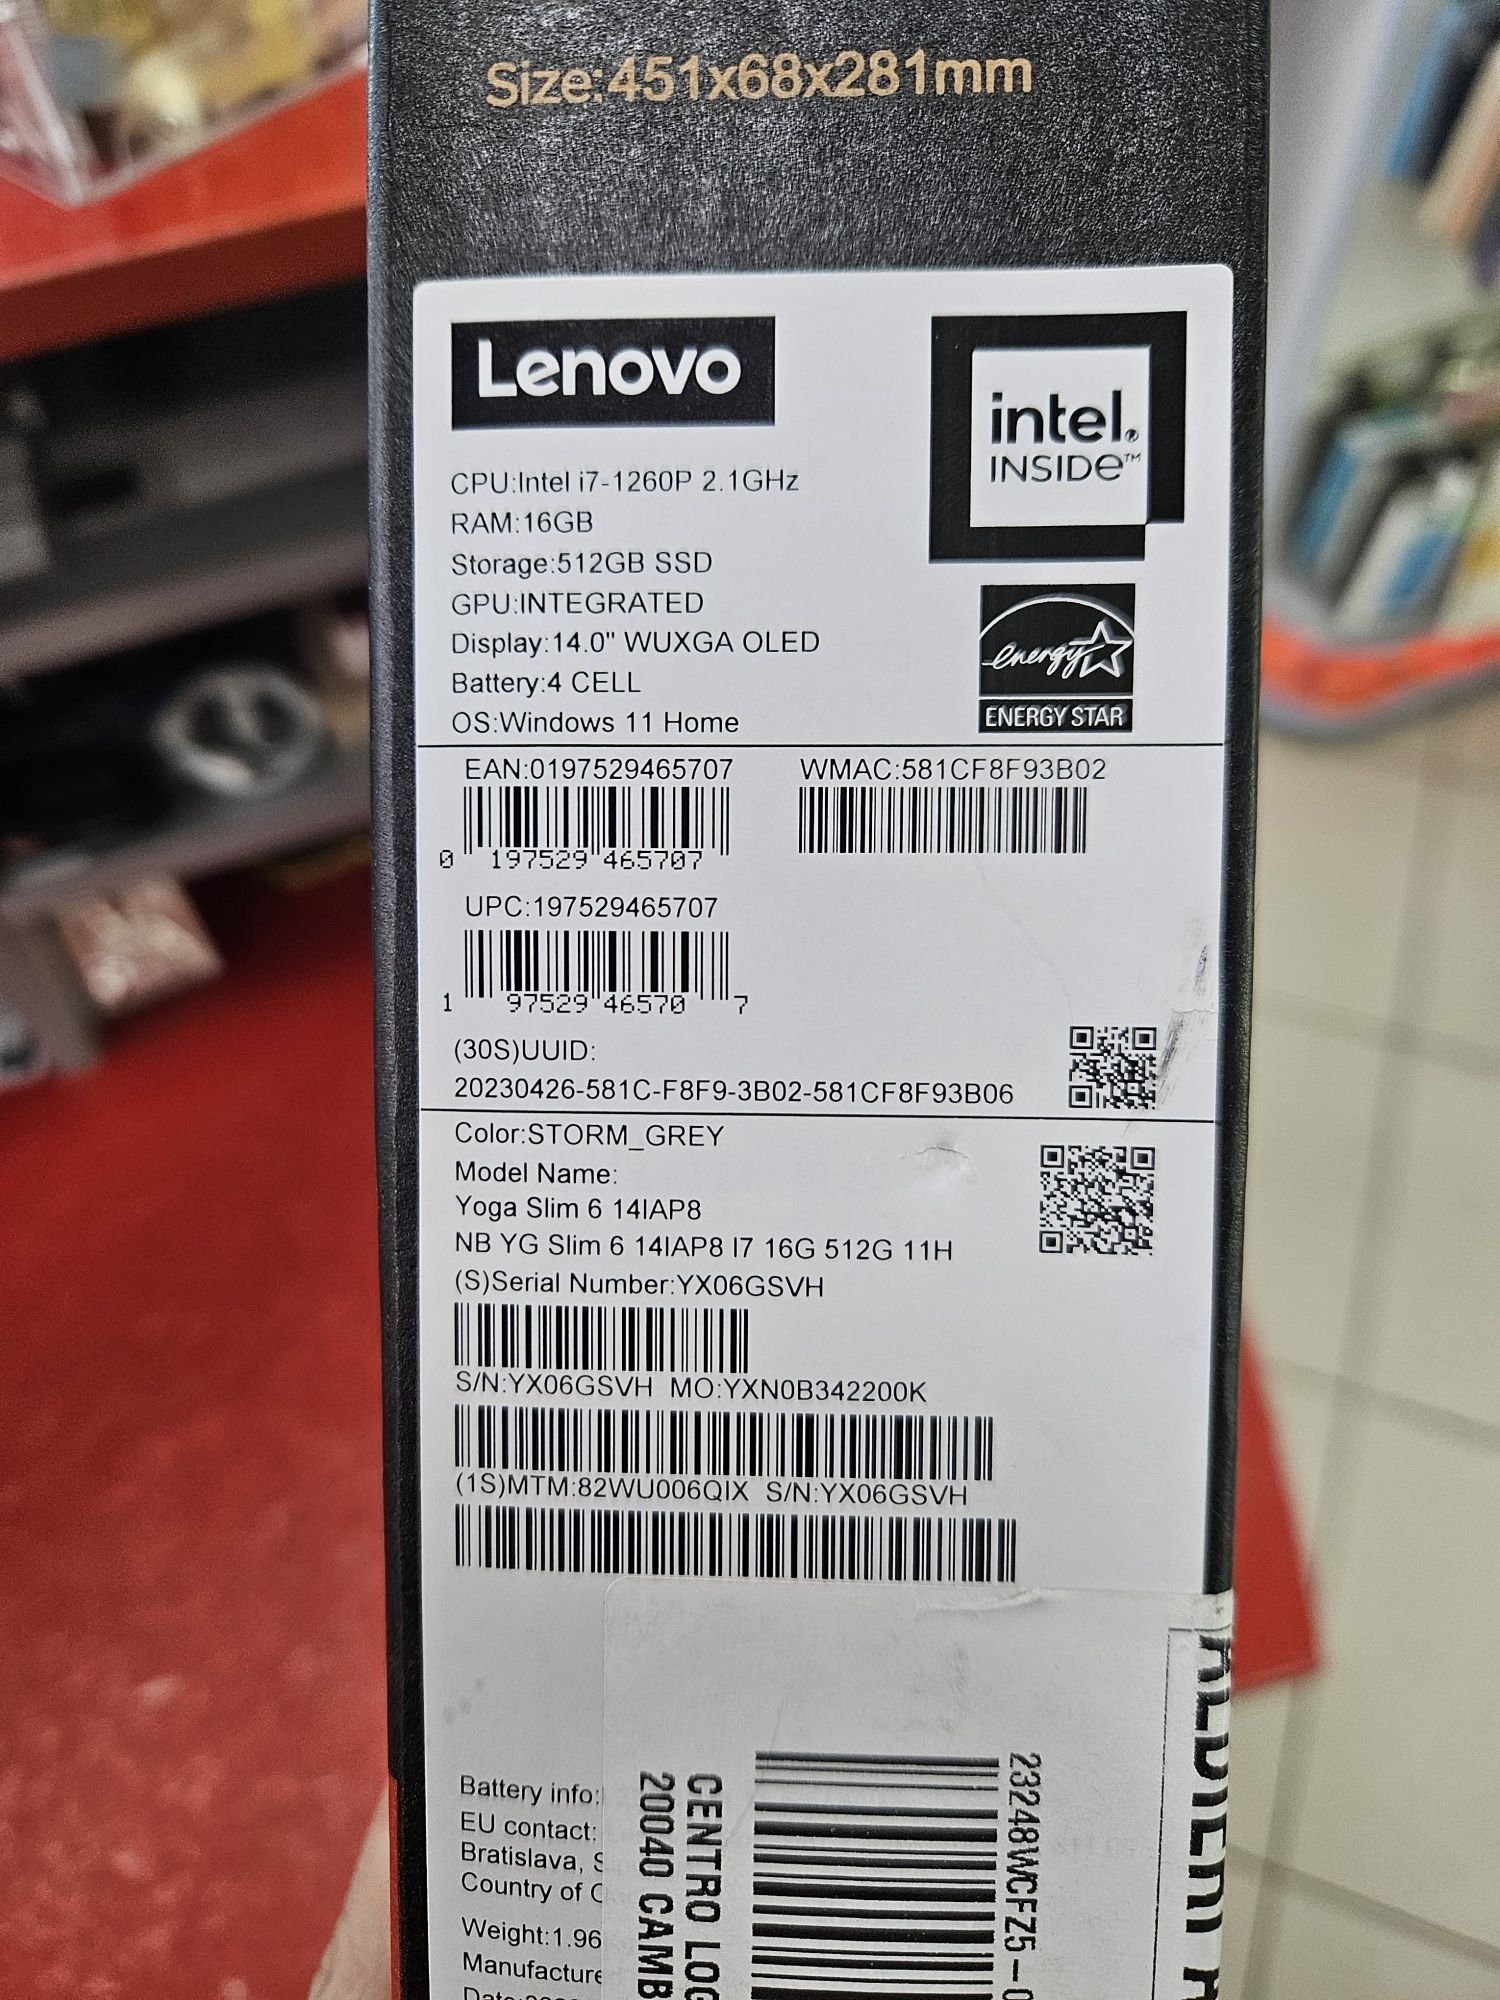 Size:451x68x281mm
Lenovo
intel®
INSIDe™
CPU:Intel i7-1260P 2.1GHz
RAM:16GB
Storage:512GB SSD
GPU:INTEGRATED
Display:14.0" WUXGA OLED
Battery:4 CELL
OS:Windows 11 Home
energy
ENERGY STAR
EAN:0197529465707
0 197529 465707
WMAC:581CF8F93B02
UPC:197529465707
1 97529 46570 7
(30S)UUID:
20230426-581C-F8F9-3B02-581CF8F93B06
Color:STORM_GREY
Model Name:
Yoga Slim 6 14IAP8
NB YG Slim 6 14IAP8 I7 16G 512G 11H
(S)Serial Number:YX06GSVH
S/N:YX06GSVH MO:YXN0B342200K
(1S)MTM:82WU006QIX S/N:YX06GSVH
Battery info:
EU contact:
Bratislava, S
Country of
Weight:1.96
Manufacture
CENTRO LOG
20040 CAMB
23248WCFZ5-0